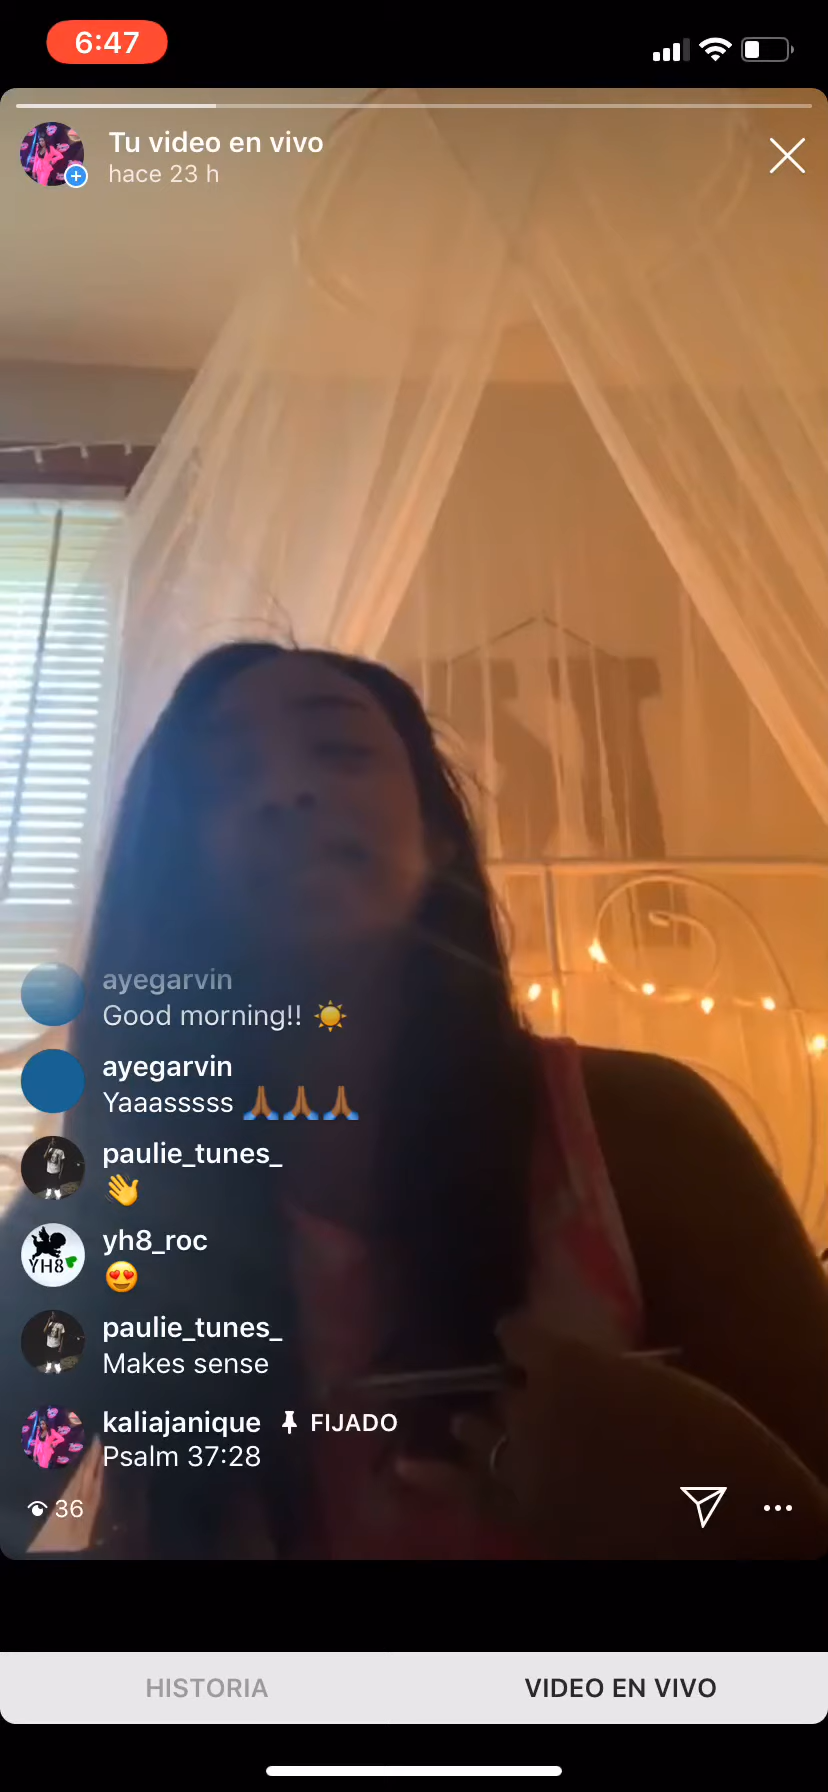 6:47
Tu video en vivo
hace 23 h
ayegarvin
Good morning!! ☀️
ayegarvin
Yaaasssss 🙏🏾🙏🏾🙏🏾
paulie_tunes_
👋
yh8_roc
😍
YH8
paulie_tunes_
Makes sense
kaliajanique FIJADO
Psalm 37:28
36
HISTORIA VIDEO EN VIVO